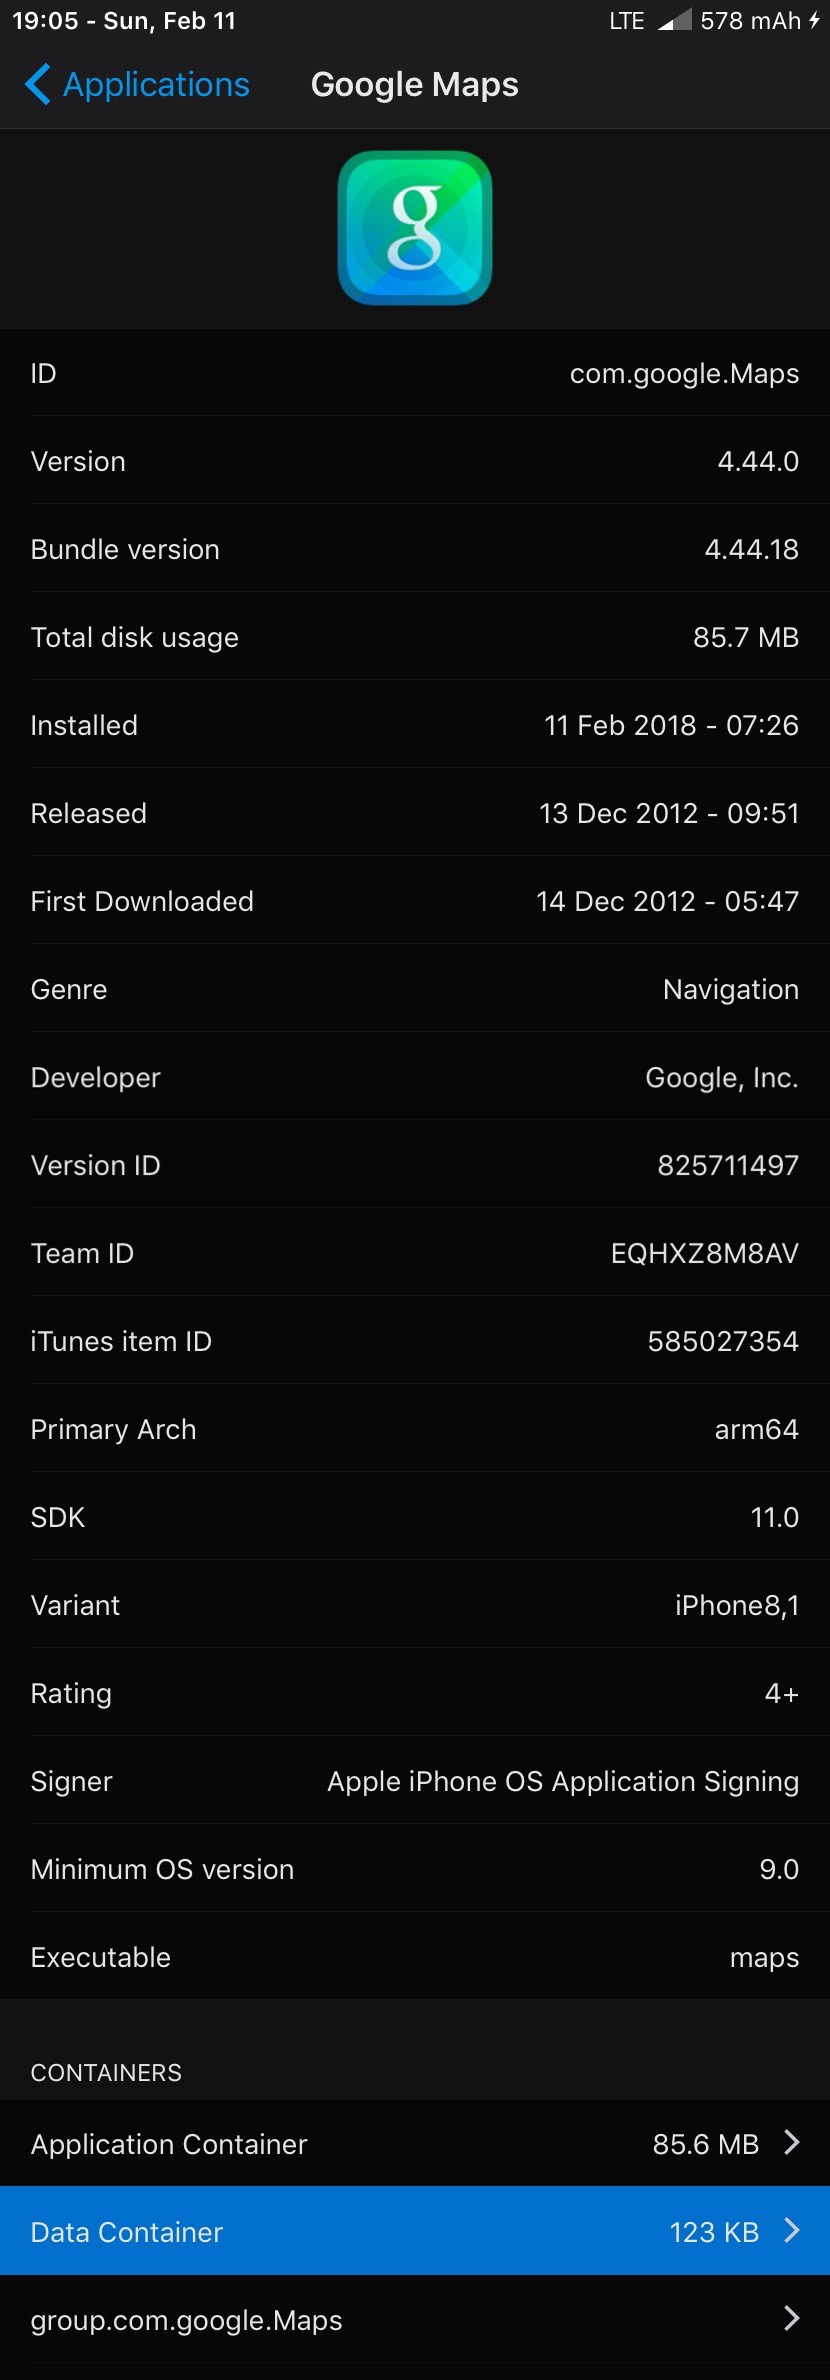 19:05 - Sun, Feb 11 LTE 578 mAh
Applications Google Maps
g
ID com.google.Maps
Version 4.44.0
Bundle version 4.44.18
Total disk usage 85.7 MB
Installed 11 Feb 2018 - 07:26
Released 13 Dec 2012 - 09:51
First Downloaded 14 Dec 2012 - 05:47
Genre Navigation
Developer Google, Inc.
Version ID 825711497
Team ID EQHXZ8M8AV
iTunes item ID 585027354
Primary Arch arm64
SDK 11.0
Variant iPhone8,1
Rating 4+
Signer Apple iPhone OS Application Signing
Minimum OS version 9.0
Executable maps
CONTAINERS
Application Container 85.6 MB
Data Container 123 KB
group.com.google.Maps